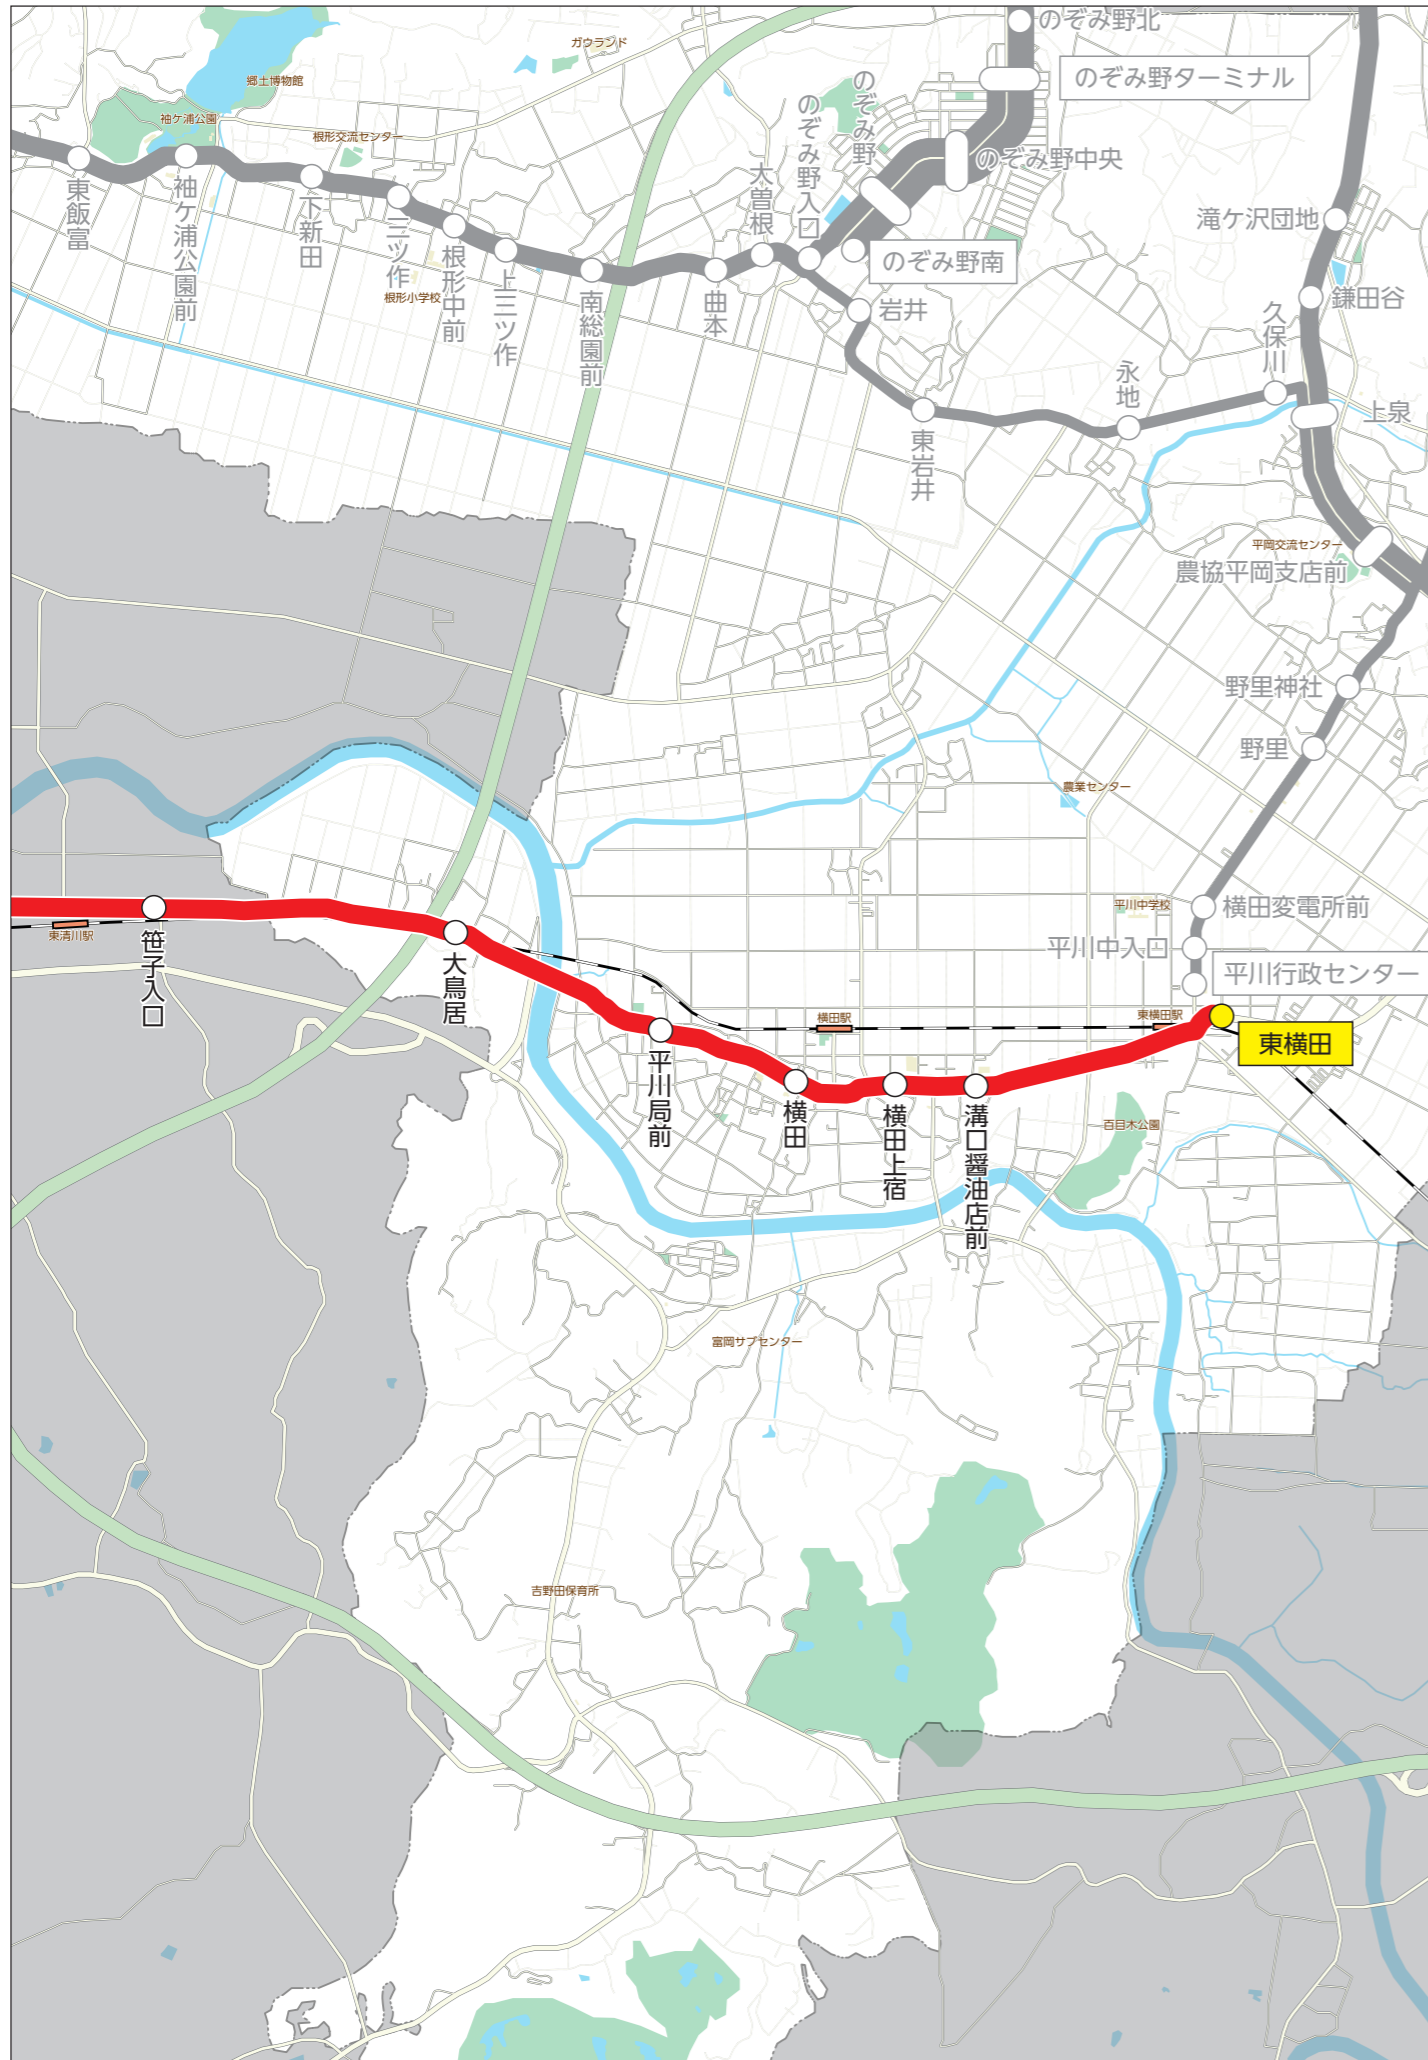 のぞみ野北
のぞみ野ターミナル
ガウランド
郷土博物館
袖ケ浦公園
根形交流センター
のぞみ野
のぞみ野入口
のぞみ野中央
大曽根
東飯富
袖ケ浦公園前
下新田
三ツ作
根形中前
上三ツ作
根形小学校
南総園前
曲本
のぞみ野南
滝ケ沢団地
鎌田谷
岩井
久保川
永地
上泉
東岩井
平岡交流センター
農協平岡支店前
野里神社
野里
農業センター
平川中学校
横田変電所前
平川中入口
平川行政センター
東清川駅
笹子入口
大鳥居
横田駅
東横田駅
東横田
平川局前
横田
横田上宿
溝口醤油店前
百目木公園
富岡サブセンター
吉野田保育所